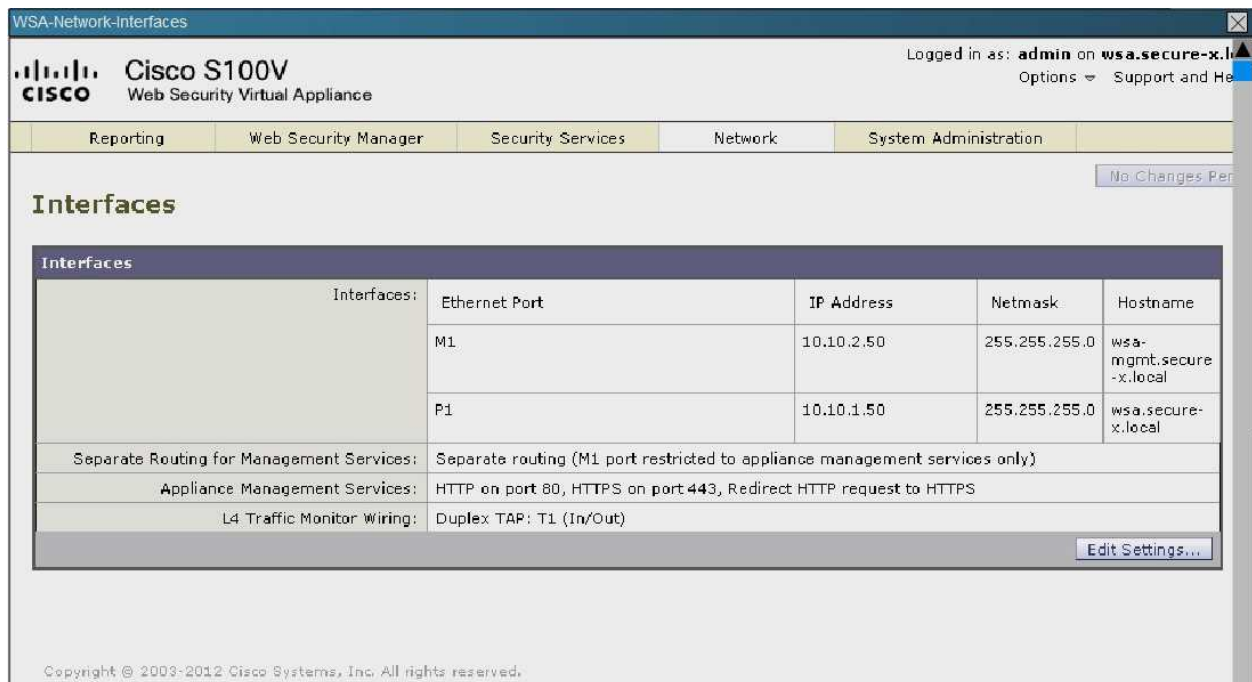 WSA-Network-Interfaces
Logged in as: admin on wsa.secure-x.l
CISCO
Cisco S100V
Web Security Virtual Appliance
Options Support and He
Reporting Web Security Manager Security Services Network System Administration
No Changes Per
Interfaces
Interfaces
Interfaces: Ethernet Port IP Address Netmask Hostname
M1 10.10.2.50 255.255.255.0 wsa-
mgmt.secure
-x.local
P1 10.10.1.50 255.255.255.0 wsa.secure-
x.local
Separate Routing for Management Services: Separate routing (M1 port restricted to appliance management services only)
Appliance Management Services: HTTP on port 80, HTTPS on port 443, Redirect HTTP request to HTTPS
L4 Traffic Monitor Wiring: Duplex TAP: T1 (In/Out)
Edit Settings...
Copyright © 2003-2012 Cisco Systems, Inc. All rights reserved.